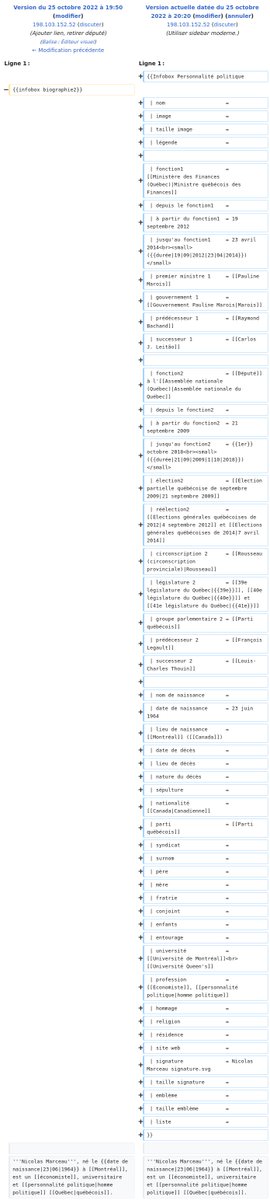 Version du 25 octobre 2022 à 19:50
(modifier)
198.103.152.52 (discuter)
(Ajouter lien, retirer député)
(Balise : Éditeur visuel)
← Modification précédente
Version actuelle datée du 25 octobre
2022 à 20:20 (modifier) (annuler)
198.103.152.52 (discuter)
(Utiliser sidebar moderne.)
Ligne 1 :
Ligne 1 :
+ {{Infobox Personnalité politique
− {{infobox biographie2}}
+ | nom =
+ | image =
+ | taille image =
+ | légende =
+
+ | fonction1 =
[[Ministère des Finances
(Québec)|Ministre québécois des
Finances]]
+ | depuis le fonction1 =
+ | à partir du fonction1 = 19
septembre 2012
+ | jusqu'au fonction1 = 23 avril
2014<br><small>
({{durée|19|09|2012|23|04|2014}})
</small>
+ | premier ministre 1 = [[Pauline
Marois]]
+ | gouvernement 1 =
[[Gouvernement Pauline Marois|Marois]]
+ | prédécesseur 1 = [[Raymond
Bachand]]
+ | successeur 1 = [[Carlos
J. Leitão]]
+
+ | fonction2 = [[Député]]
à l'[[Assemblée nationale
(Québec)|Assemblée nationale du
Québec]]
+ | depuis le fonction2 =
+ | à partir du fonction2 = 21
septembre 2009
+ | jusqu'au fonction2 = {{1er}}
octobre 2018<br><small>
({{durée|21|09|2009|1|10|2018}})
</small>
+ | élection2 = [[Élection
partielle québécoise de septembre
2009|21 septembre 2009]]
+ | réélection2 =
[[Élections générales québécoises de
2012|4 septembre 2012]] et [[Élections
générales québécoises de 2014|7 avril
2014]]
+ | circonscription 2 = [[Rousseau
(circonscription
provinciale)|Rousseau]]
+ | législature 2 = [[39e
législature du Québec|{{39e}}]], [[40e
législature du Québec|{{40e}}]] et
[[41e législature du Québec|{{41e}}]]
+ | groupe parlementaire 2 = [[Parti
québécois]]
+ | prédécesseur 2 = [[François
Legault]]
+ | successeur 2 = [[Louis-
Charles Thouin]]
+
+ | nom de naissance =
+ | date de naissance = 23 juin
1964
+ | lieu de naissance =
[[Montréal]] ([[Canada]])
+ | date de décès =
+ | lieu de décès =
+ | nature du décès =
+ | sépulture =
+ | nationalité =
[[Canada|Canadienne]]
+ | parti = [[Parti
québécois]]
+ | syndicat =
+ | surnom =
+ | père =
+ | mère =
+ | fratrie =
+ | conjoint =
+ | enfants =
+ | entourage =
+ | université =
[[Université de Montréal]]<br>
[[Université Queen's]]
+ | profession =
[[Économiste]], [[personnalité
politique|homme politique]]
+ | hommage =
+ | religion =
+ | résidence =
+ | site web =
+ | signature = Nicolas
Marceau signature.svg
+ | taille signature =
+ | emblème =
+ | taille emblème =
+ | liste =
+ }}
'''Nicolas Marceau''', né le {{date de
naissance|23|06|1964}} à [[Montréal]],
est un [[économiste]], universitaire
et [[personnalité politique|homme
politique]] [[Québec|québécois]].
'''Nicolas Marceau''', né le {{date de
naissance|23|06|1964}} à [[Montréal]],
est un [[économiste]], universitaire
et [[personnalité politique|homme
politique]] [[Québec|québécois]].